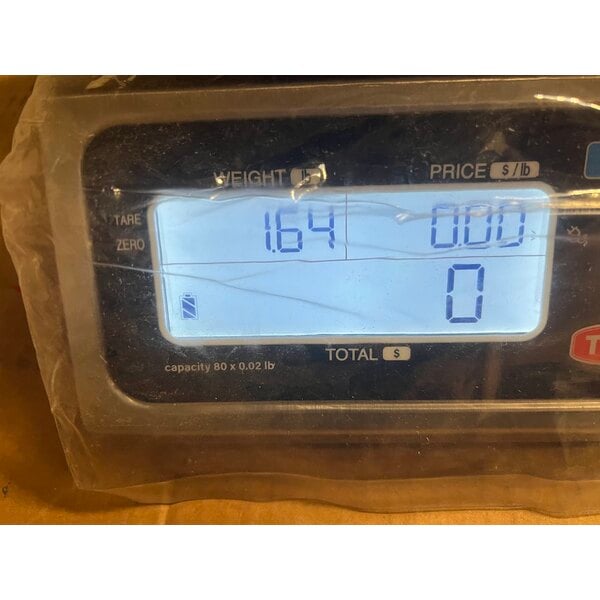 WEIGHT lb PRICE $ / lb
TARE
ZERO
1.64 0.00
0
TOTAL $
capacity 80 x 0.02 lb
T